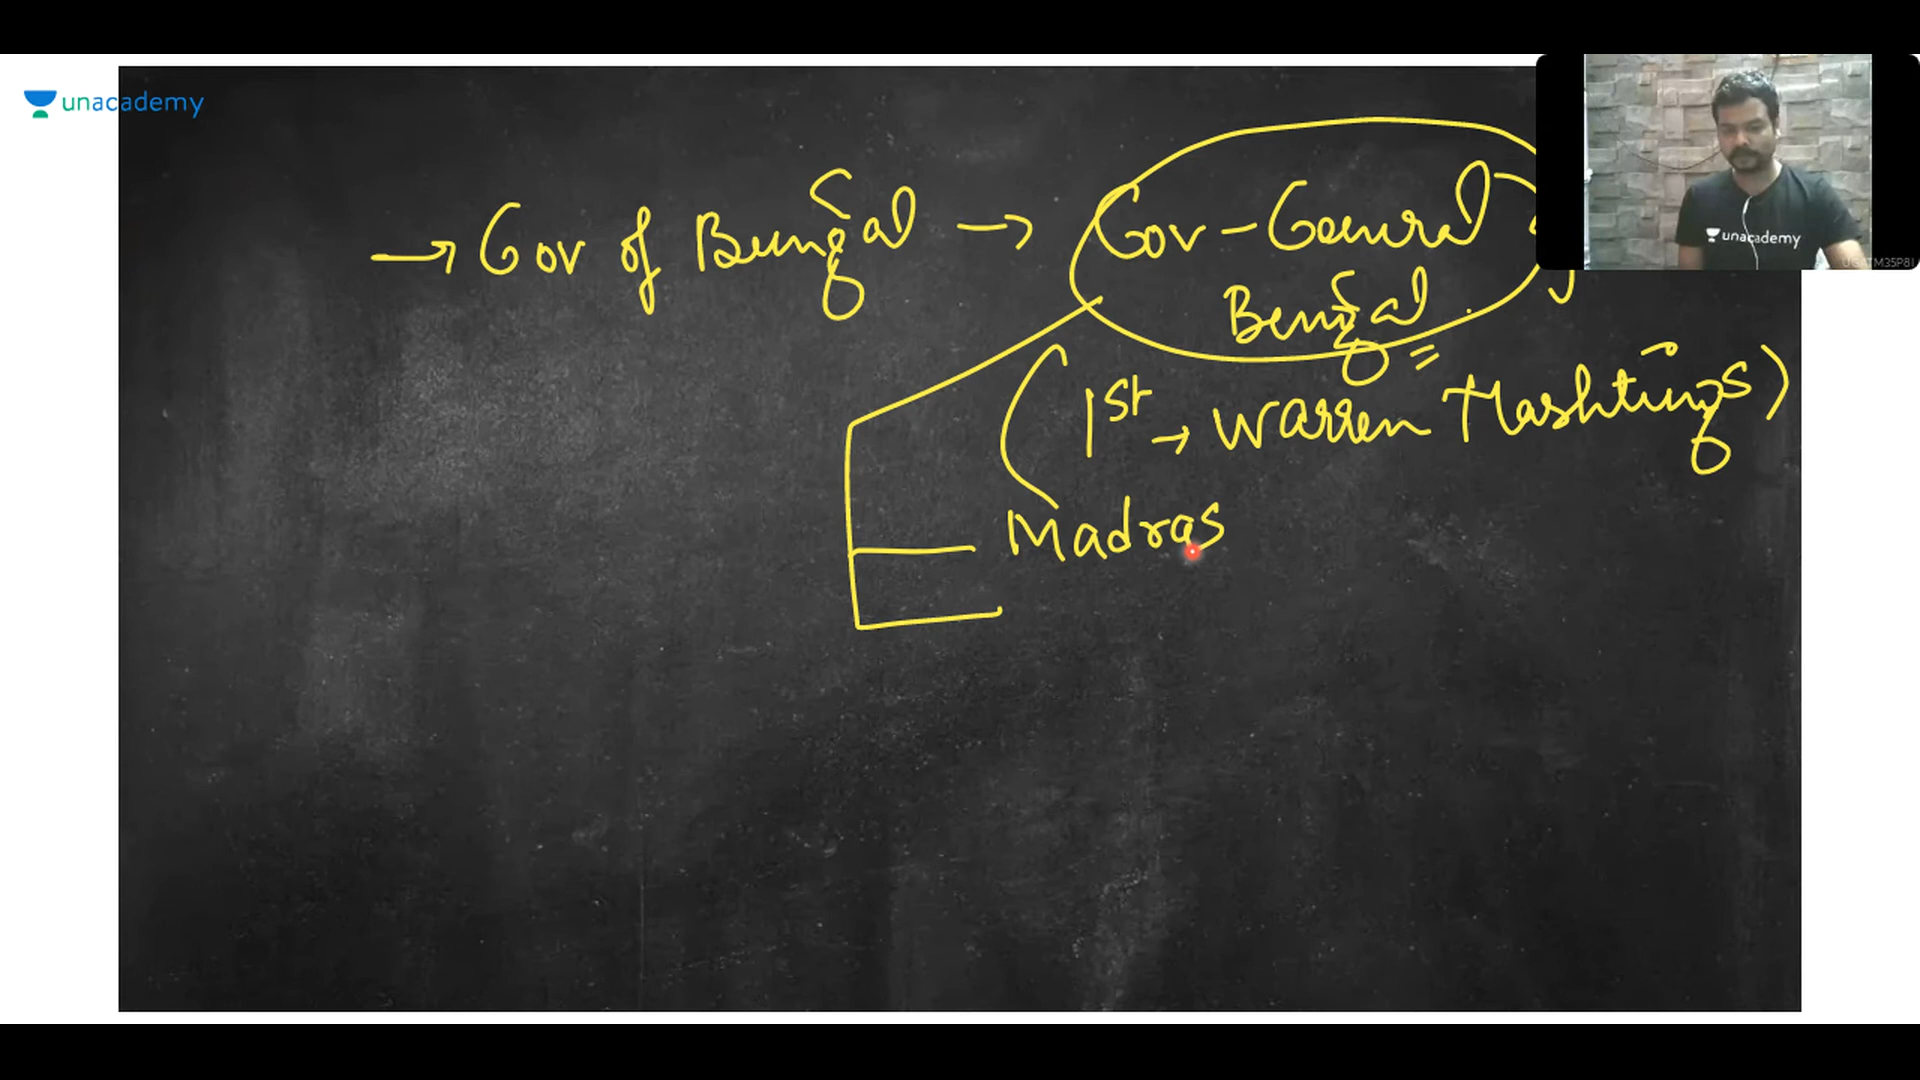 unacademy
→ Gov of Bengal → Gov-General
Bengal
(1st → Warren Hashtings)
Madras
unacademy